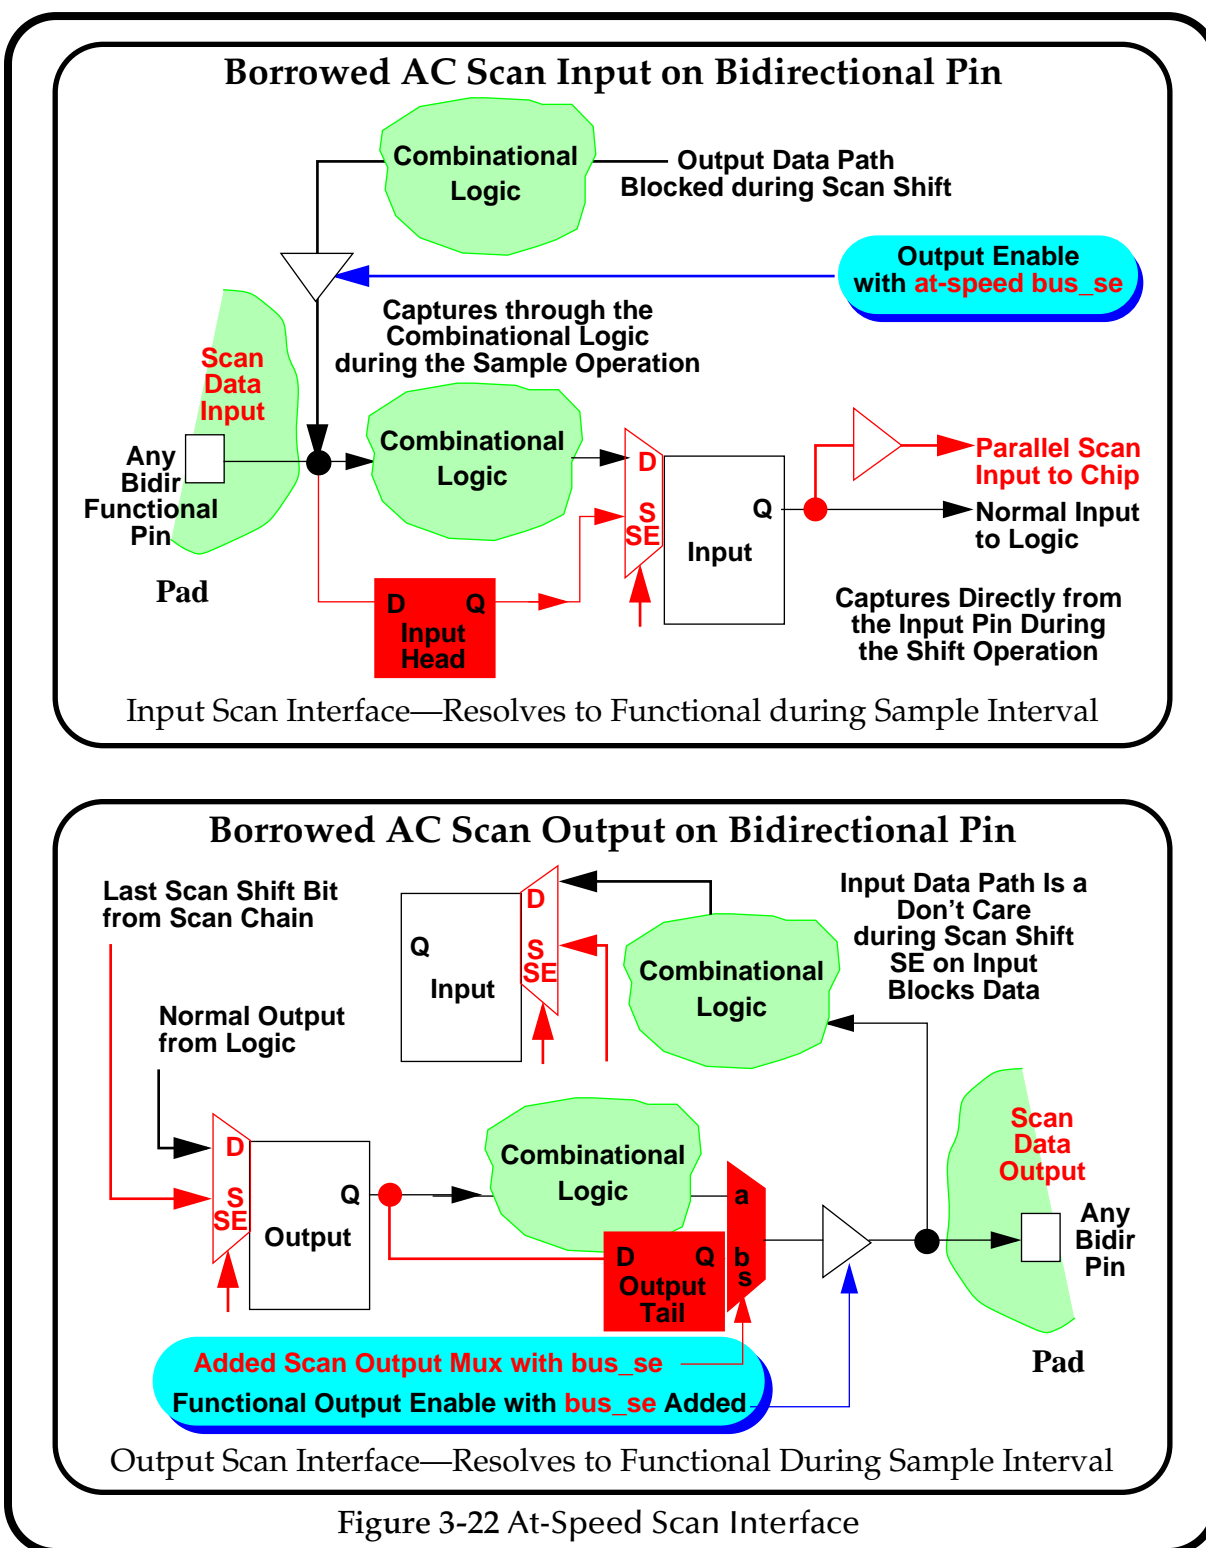 Borrowed AC Scan Input on Bidirectional Pin
Combinational
Logic
Output Data Path
Blocked during Scan Shift
Output Enable
with at-speed bus_se
Captures through the
Combinational Logic
during the Sample Operation
Scan
Data
Input
Any
Bidir
Functional
Pin
Pad
Combinational
Logic
D
S
SE
Q
Input
Parallel Scan
Input to Chip
Normal Input
to Logic
D Q
Input
Head
Captures Directly from
the Input Pin During
the Shift Operation
Input Scan Interface—Resolves to Functional during Sample Interval
Borrowed AC Scan Output on Bidirectional Pin
Last Scan Shift Bit
from Scan Chain
Normal Output
from Logic
Q
Input
D
S
SE
Combinational
Logic
Input Data Path Is a
Don't Care
during Scan Shift
SE on Input
Blocks Data
D
S
SE
Q
Output
Combinational
Logic
D Q
Output
Tail
a
b
s
Scan
Data
Output
Any
Bidir
Pin
Pad
Added Scan Output Mux with bus_se
Functional Output Enable with bus_se Added
Output Scan Interface—Resolves to Functional During Sample Interval
Figure 3-22 At-Speed Scan Interface